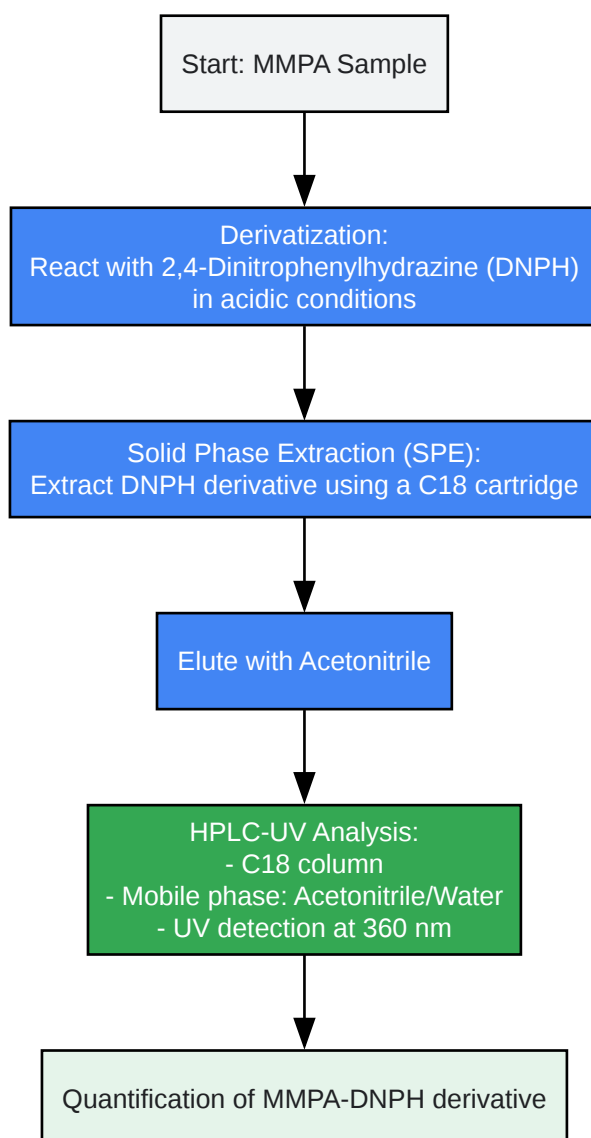 Start: MMPA Sample
Derivatization:
React with 2,4-Dinitrophenylhydrazine (DNPH)
in acidic conditions
Solid Phase Extraction (SPE):
Extract DNPH derivative using a C18 cartridge
Elute with Acetonitrile
HPLC-UV Analysis:
- C18 column
- Mobile phase: Acetonitrile/Water
- UV detection at 360 nm
Quantification of MMPA-DNPH derivative